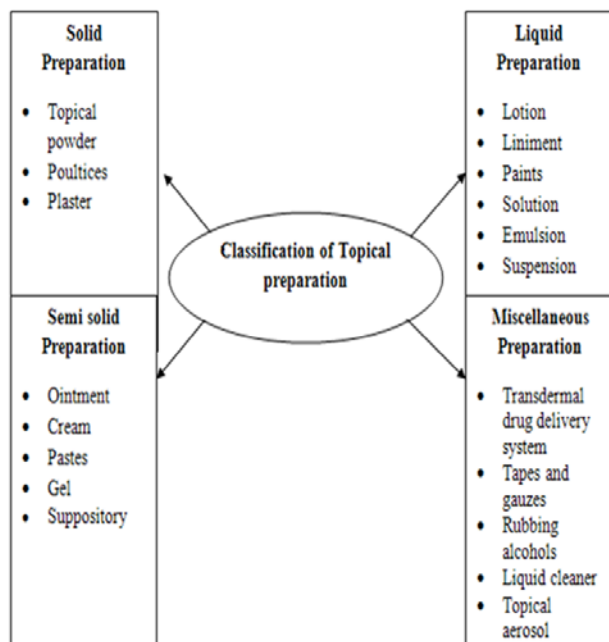 Solid
Preparation
• Topical
powder
• Poultices
• Plaster
Liquid
Preparation
• Lotion
• Liniment
• Paints
• Solution
• Emulsion
• Suspension
Classification of Topical
preparation
Semi solid
Preparation
• Ointment
• Cream
• Pastes
• Gel
• Suppository
Miscellaneous
Preparation
• Transdermal
drug delivery
system
• Tapes and
gauzes
• Rubbing
alcohols
• Liquid cleaner
• Topical
aerosol